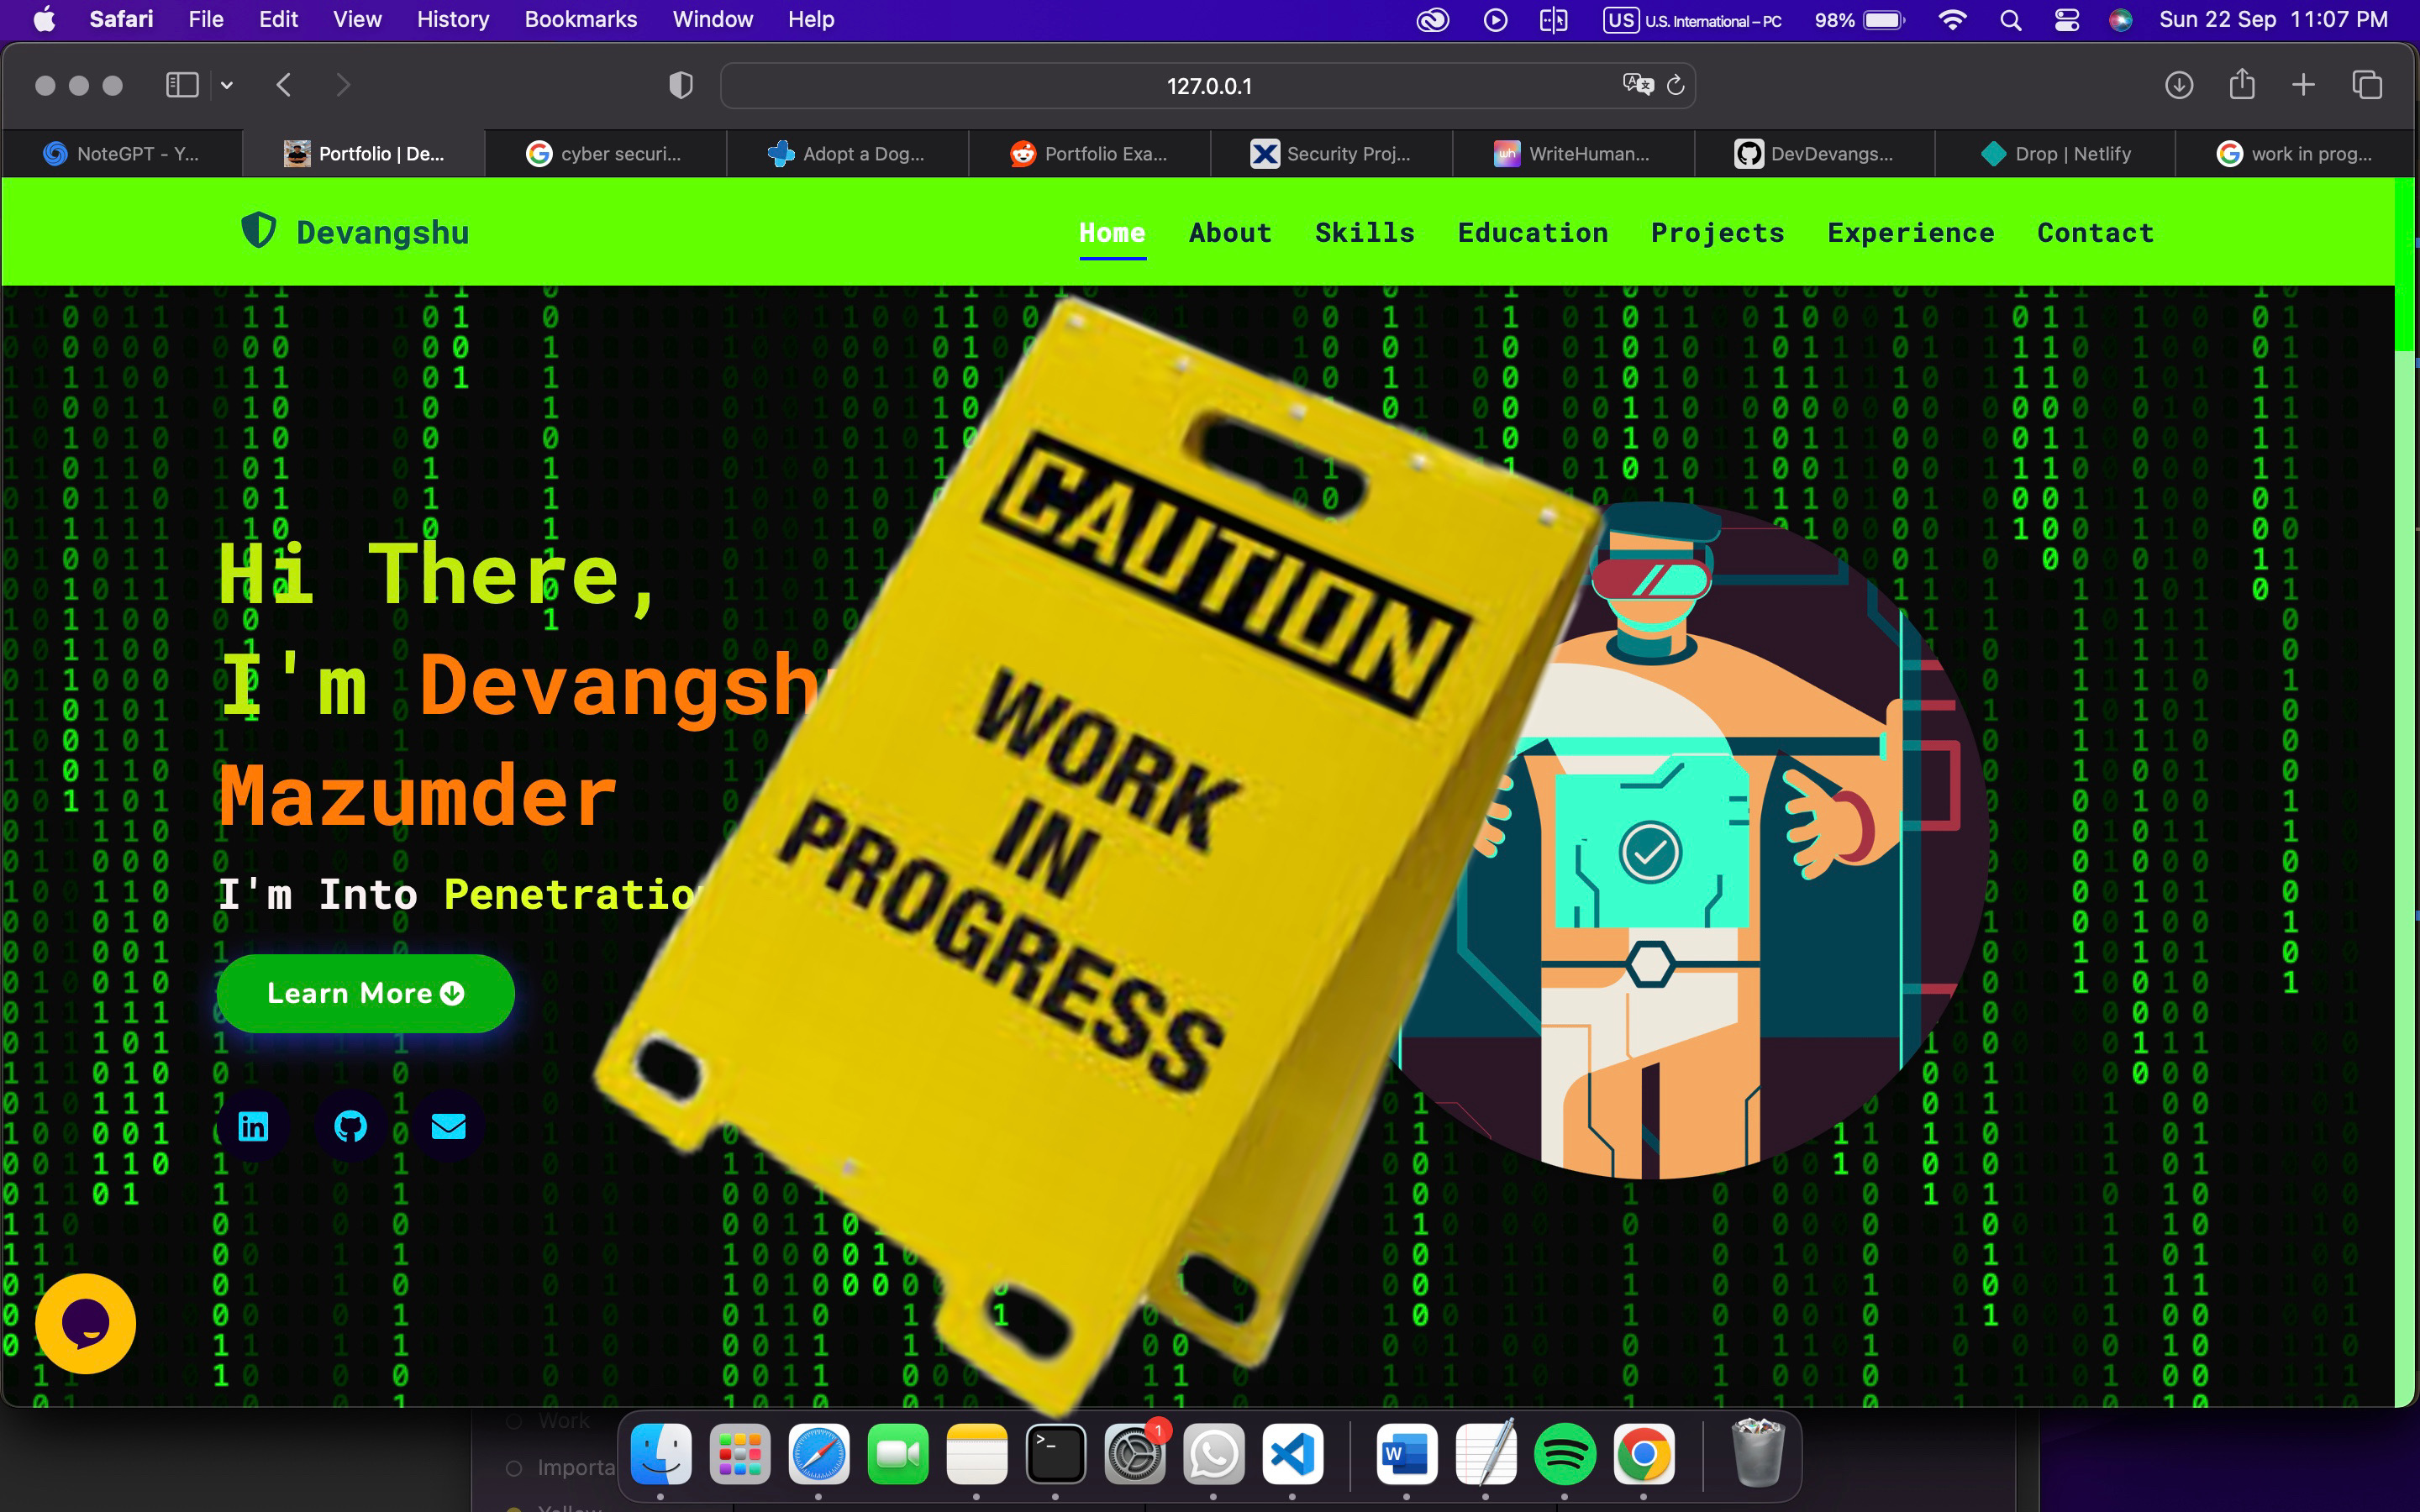 Safari File Edit View History Bookmarks Window Help US U.S. International – PC 98% Sun 22 Sep 11:07 PM
127.0.0.1
NoteGPT - Y... Portfolio | De... cyber securi... Adopt a Dog... Portfolio Exa... Security Proj... WriteHuman... DevDevangs... Drop | Netlify work in prog...
Devangshu Home About Skills Education Projects Experience Contact
CAUTION
WORK
IN
PROGRESS
Hi There,
I'm Devangsh
Mazumder
I'm Into Penetratio
Learn More
in
Work
Importa
Yellow
1
>_
W